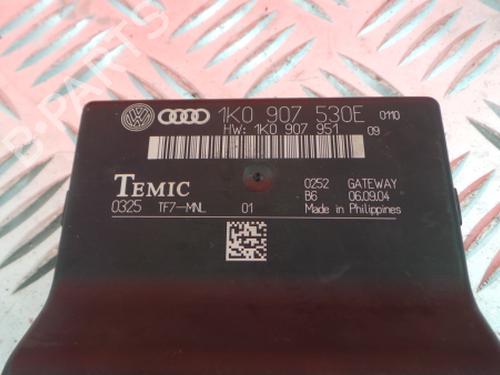 1K0 907 530E 0110
HW: 1K0 907 951 09
TEMIC
0252 GATEWAY
B6 06.09.04
0325 TF7-MNL 01 Made in Philippines
B-PARTS